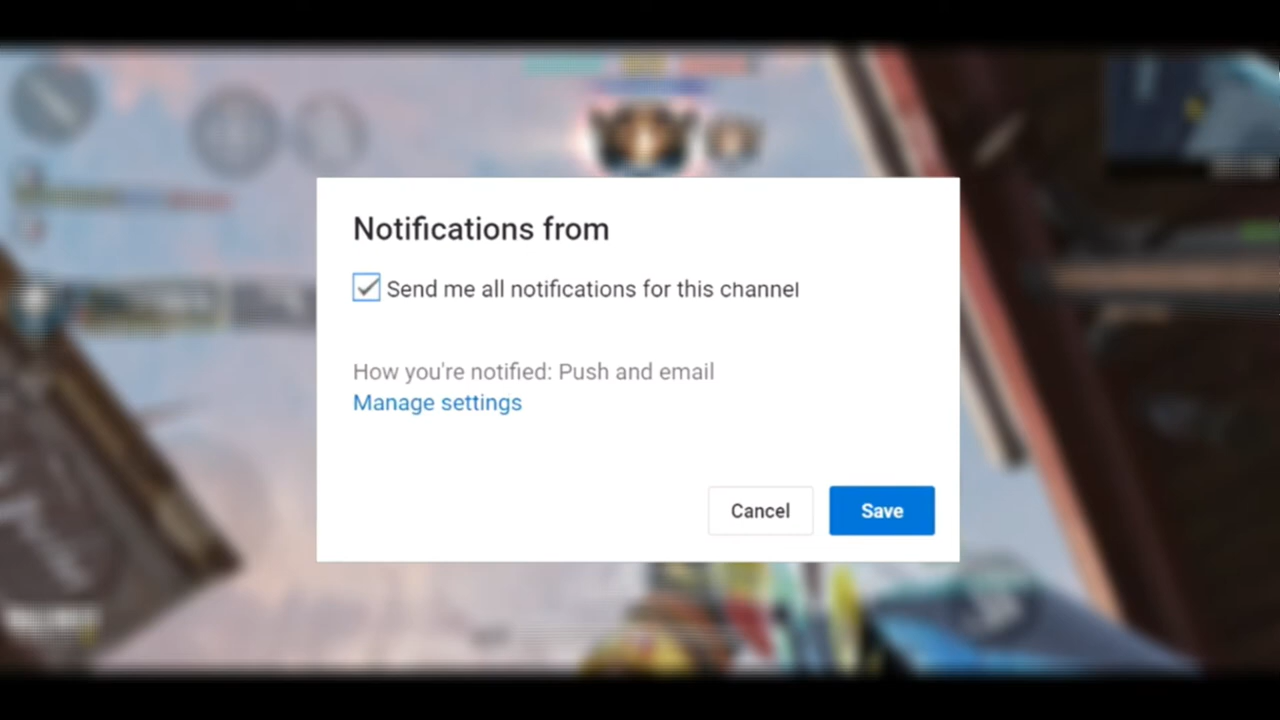 Notifications from
Send me all notifications for this channel
How you're notified: Push and email
Manage settings
Cancel
Save